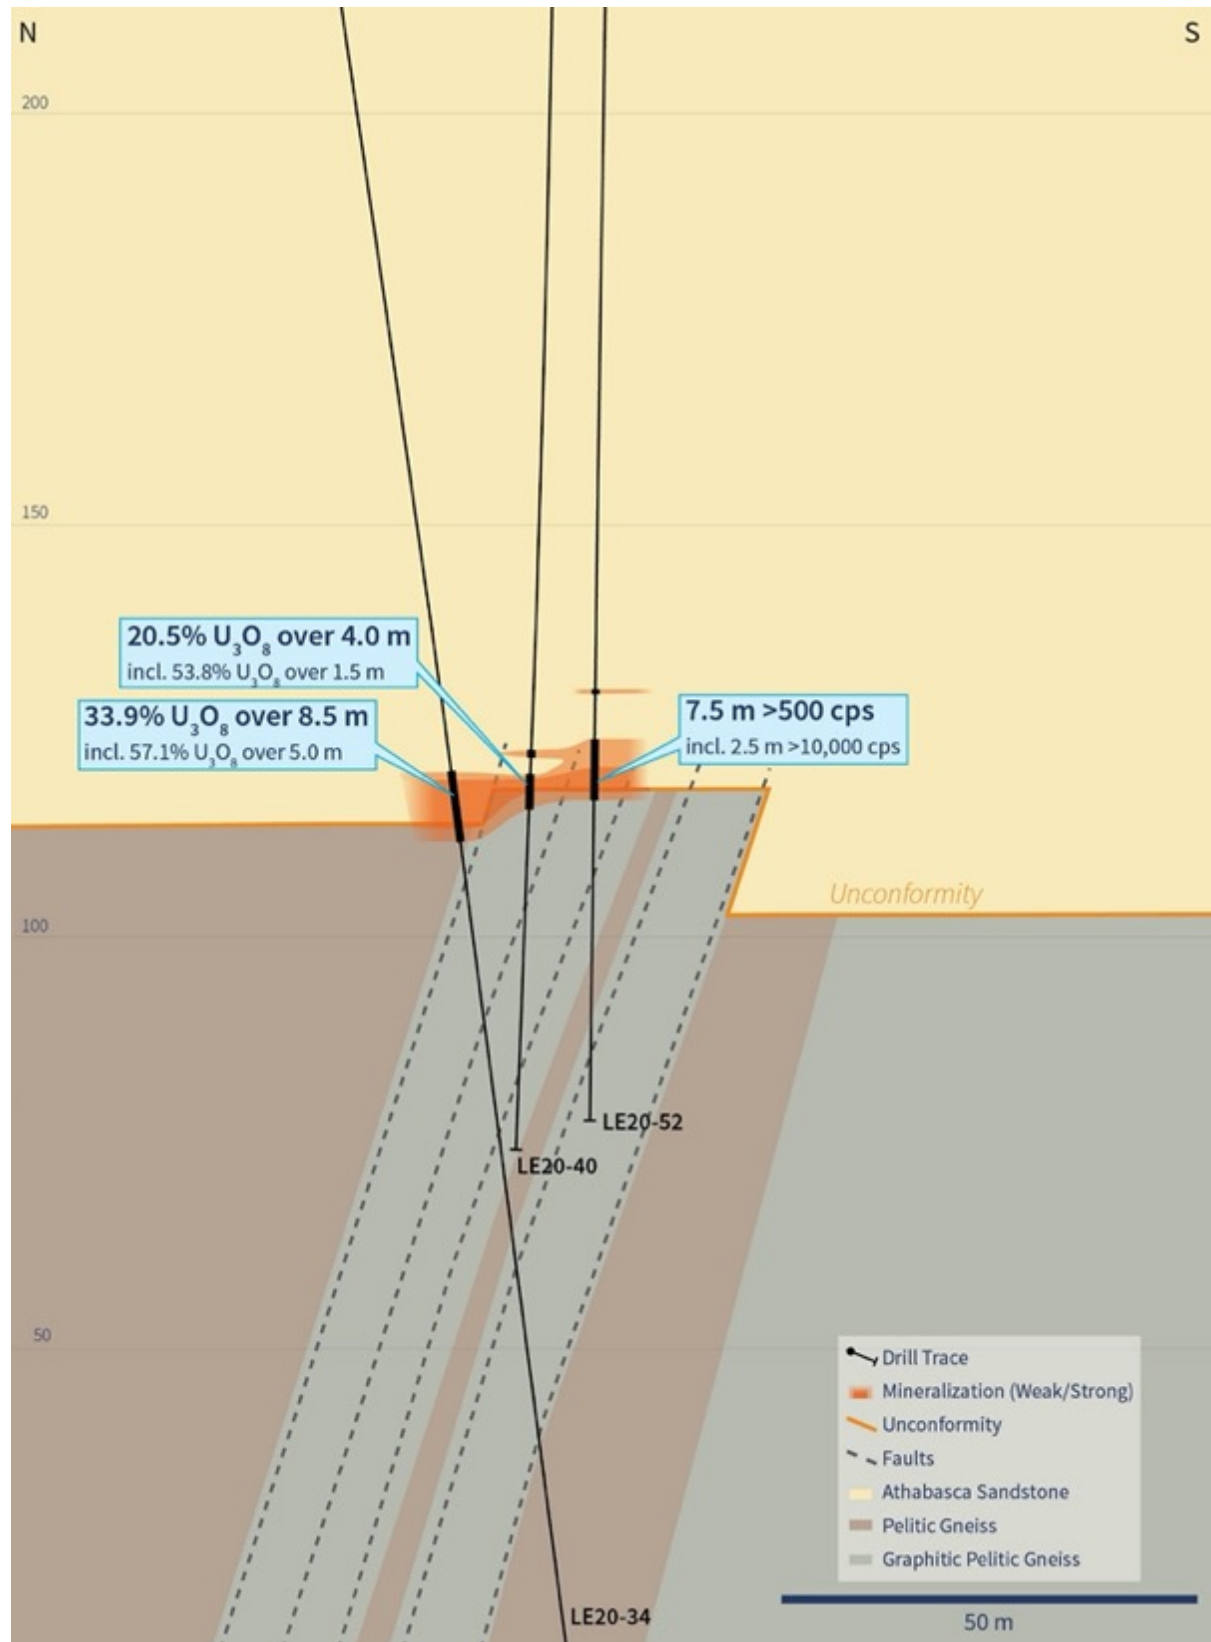 N
S
200
150
20.5% U3O8 over 4.0 m
incl. 53.8% U3O8 over 1.5 m
33.9% U3O8 over 8.5 m
incl. 57.1% U3O8 over 5.0 m
7.5 m >500 cps
incl. 2.5 m >10,000 cps
Unconformity
100
LE20-52
LE20-40
50
Drill Trace
Mineralization (Weak/Strong)
Unconformity
Faults
Athabasca Sandstone
Pelitic Gneiss
Graphitic Pelitic Gneiss
LE20-34
50 m